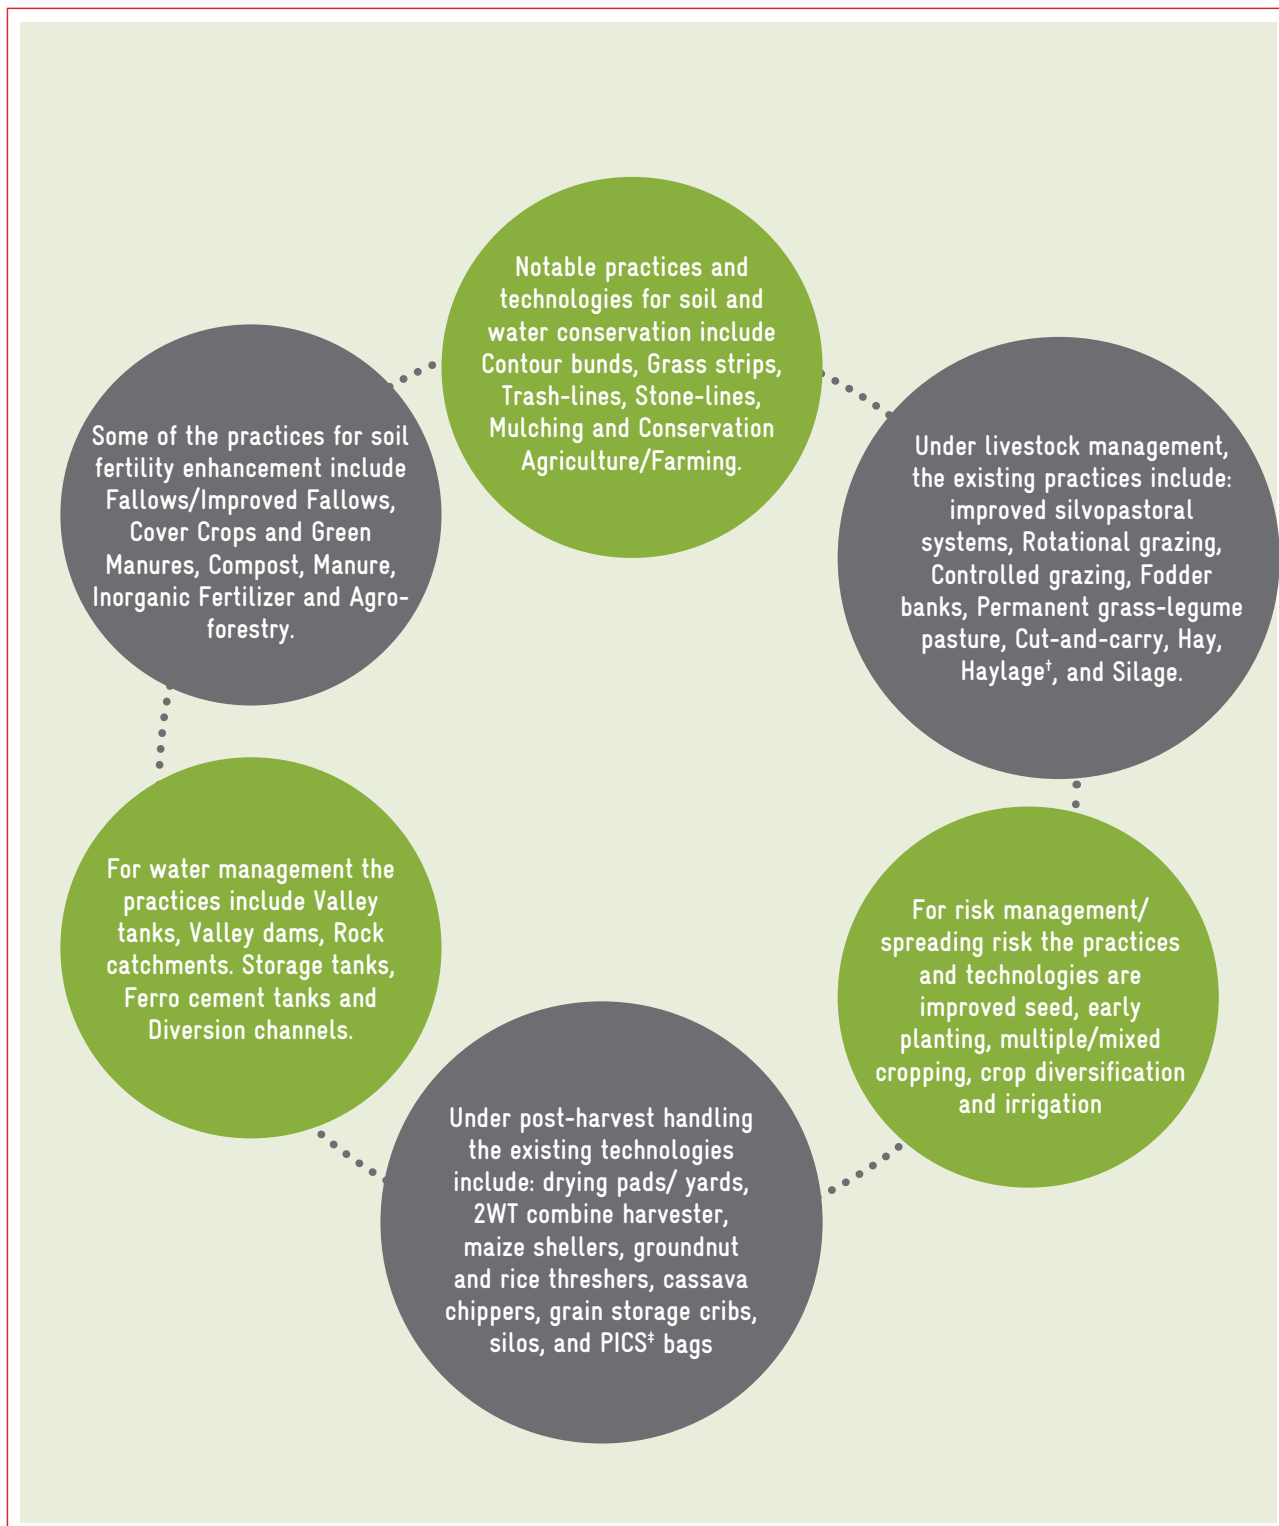 Notable practices and
technologies for soil and
water conservation include
Contour bunds, Grass strips,
Trash-lines, Stone-lines,
Mulching and Conservation
Agriculture/Farming.
Some of the practices for soil
fertility enhancement include
Fallows/Improved Fallows,
Cover Crops and Green
Manures, Compost, Manure,
Inorganic Fertilizer and Agro-
forestry.
Under livestock management,
the existing practices include:
improved silvopastoral
systems, Rotational grazing,
Controlled grazing, Fodder
banks, Permanent grass-legume
pasture, Cut-and-carry, Hay,
Haylage†, and Silage.
For water management the
practices include Valley
tanks, Valley dams, Rock
catchments. Storage tanks,
Ferro cement tanks and
Diversion channels.
For risk management/
spreading risk the practices
and technologies are
improved seed, early
planting, multiple/mixed
cropping, crop diversification
and irrigation
Under post-harvest handling
the existing technologies
include: drying pads/ yards,
2WT combine harvester,
maize shellers, groundnut
and rice threshers, cassava
chippers, grain storage cribs,
silos, and PICS‡ bags